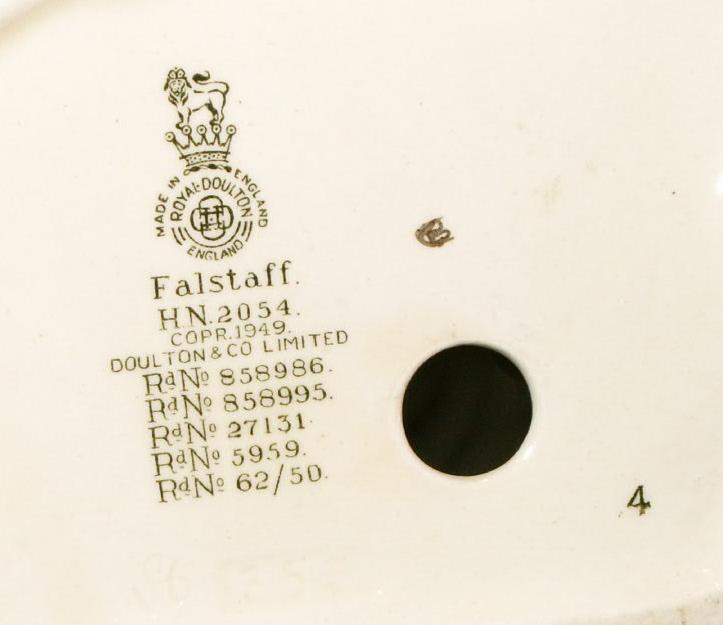 MADE IN ENGLAND
ROYAL DOULTON
ENGLAND
Falstaff.
H.N.2054.
COPR.1949.
DOULTON & CO LIMITED
Rd No 858986.
Rd No 858995.
Rd No 27131.
Rd No 5959.
Rd No 62/50.
4